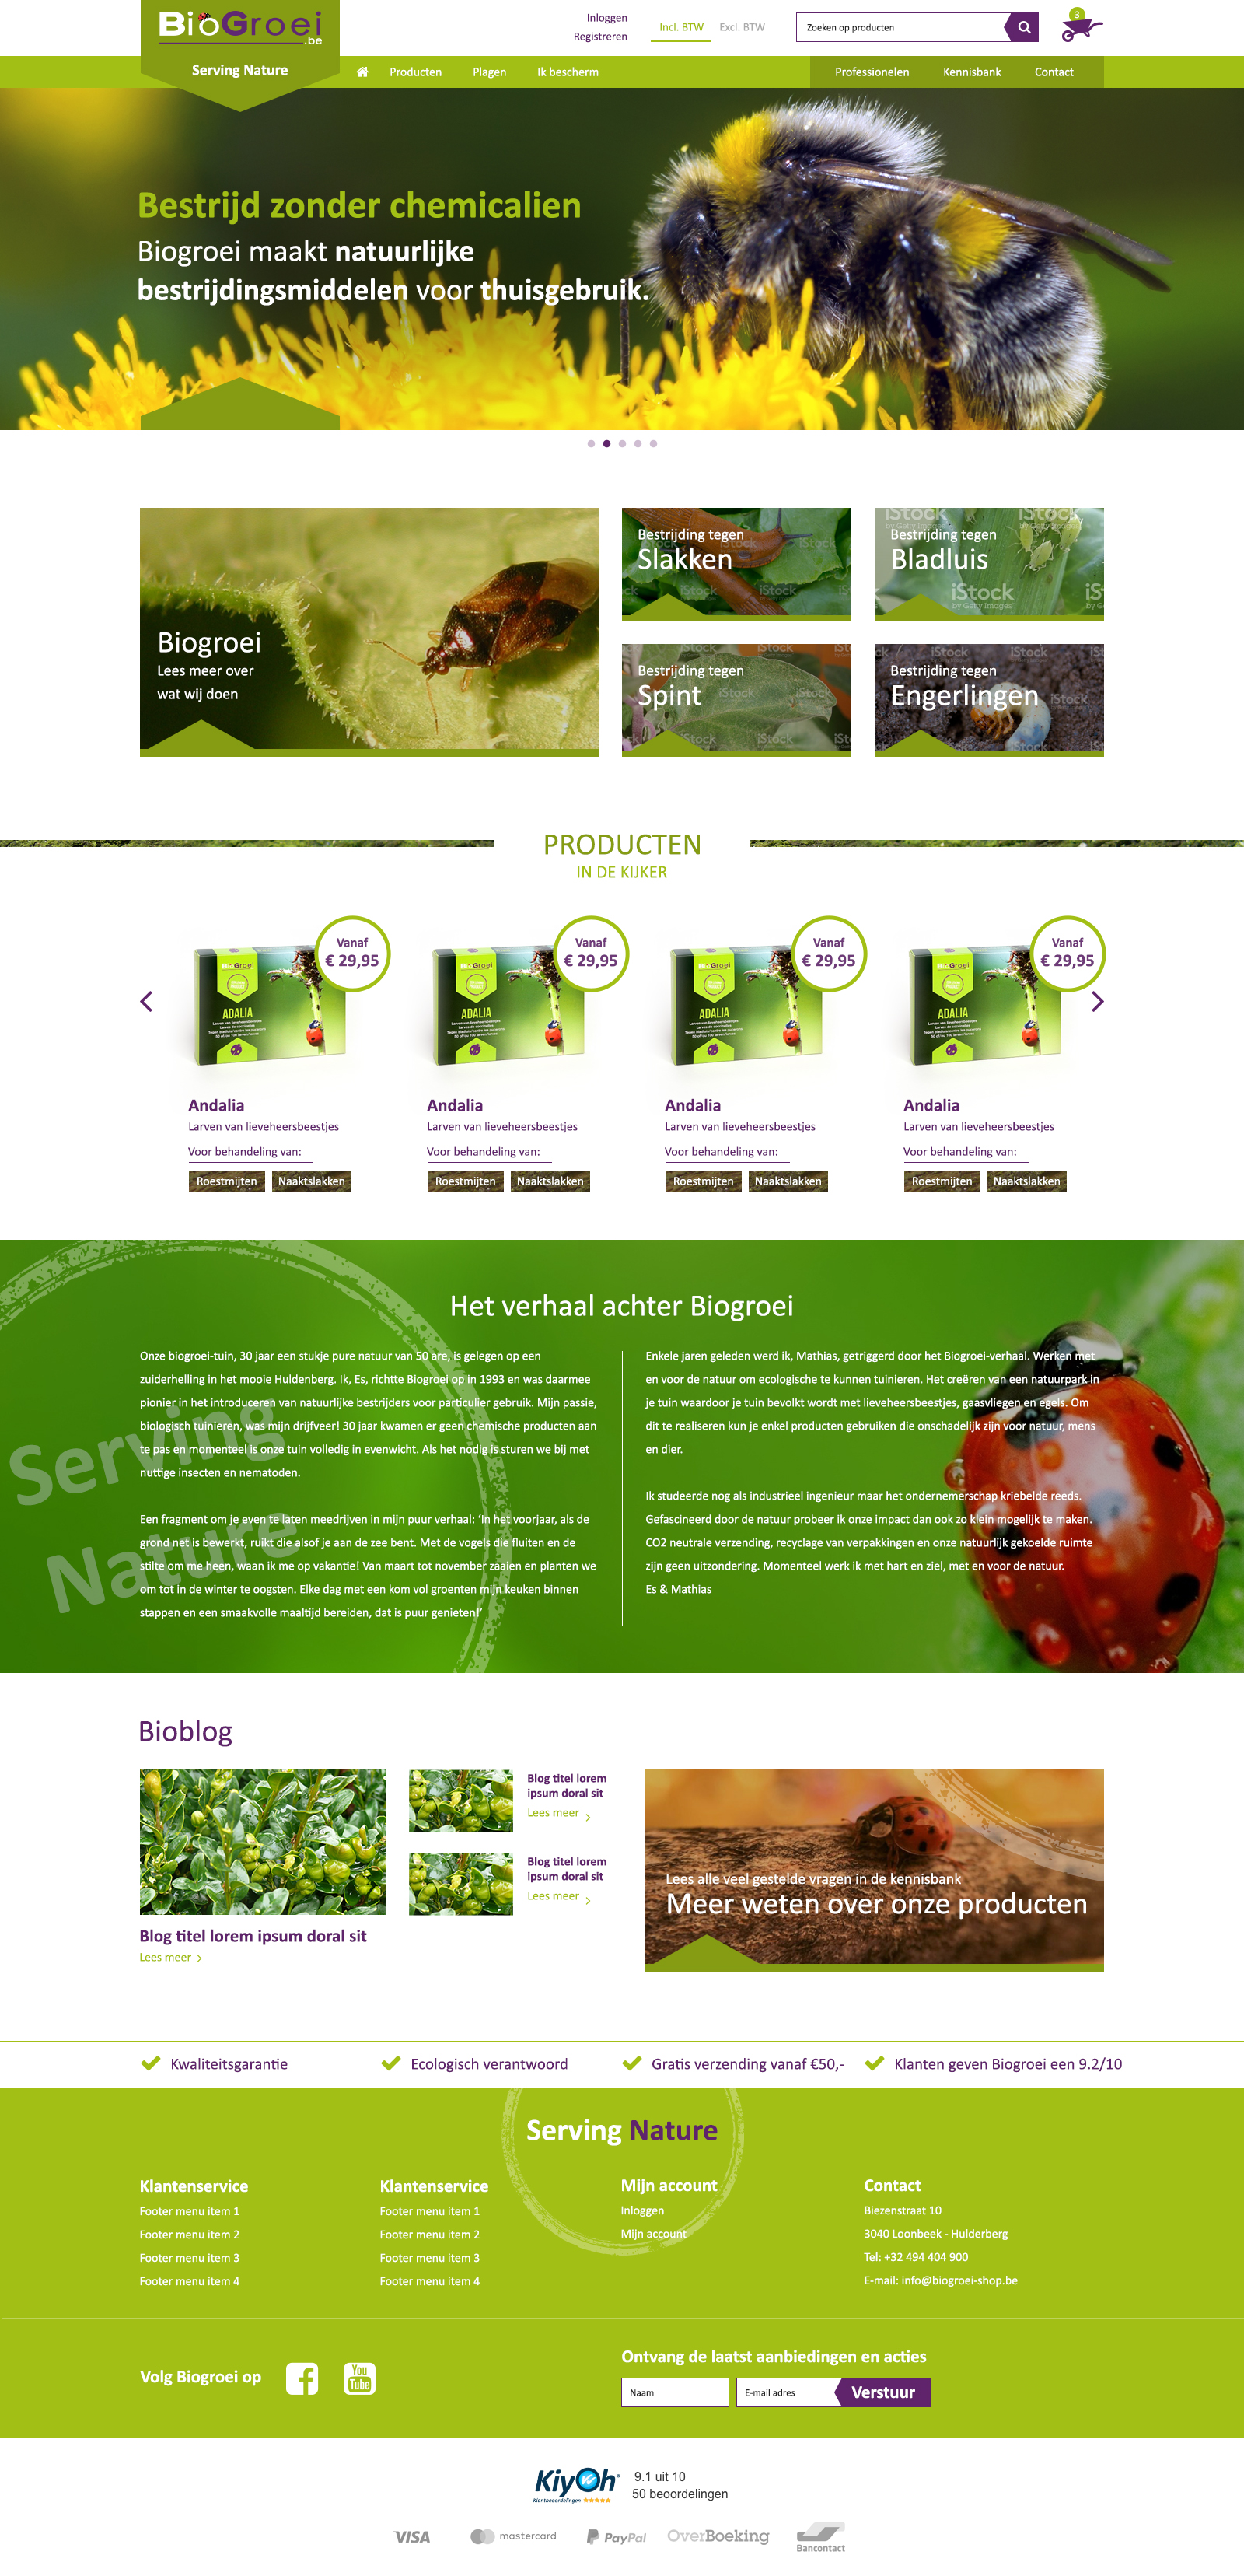 BioGroei
.be
Serving Nature
Inloggen
Registreren
Incl. BTW
Excl. BTW
Zoeken op producten
3
Producten
Plagen
Ik bescherm
Professionelen
Kennisbank
Contact
Bestrijd zonder chemicalien
Biogroei maakt natuurlijke
bestrijdingsmiddelen voor thuisgebruik.
Biogroei
Lees meer over
wat wij doen
Bestrijding tegen
Slakken
iStock
Bestrijding tegen
Bladluis
iStock
by Getty Images
Bestrijding tegen
Spint
iStock
Bestrijding tegen
Engerlingen
iStock
PRODUCTEN
IN DE KIJKER
Vanaf
€ 29,95
BioGroei
ADALIA
Larven van lieveheersbeestjes
Andalia
Larven van lieveheersbeestjes
Voor behandeling van:
Roestmijten
Naaktslakken
Vanaf
€ 29,95
BioGroei
ADALIA
Larven van lieveheersbeestjes
Andalia
Larven van lieveheersbeestjes
Voor behandeling van:
Roestmijten
Naaktslakken
Vanaf
€ 29,95
BioGroei
ADALIA
Larven van lieveheersbeestjes
Andalia
Larven van lieveheersbeestjes
Voor behandeling van:
Roestmijten
Naaktslakken
Vanaf
€ 29,95
BioGroei
ADALIA
Larven van lieveheersbeestjes
Andalia
Larven van lieveheersbeestjes
Voor behandeling van:
Roestmijten
Naaktslakken
Het verhaal achter Biogroei
Serving
Nature
Onze biogroei-tuin, 30 jaar een stukje pure natuur van 50 are, is gelegen op een
zuiderhelling in het mooie Huldenberg. Ik, Es, richtte Biogroei op in 1993 en was daarmee
pionier in het introduceren van natuurlijke bestrijders voor particulier gebruik. Mijn passie,
biologisch tuinieren, was mijn drijfveer! 30 jaar kwamen er geen chemische producten aan
te pas en momenteel is onze tuin volledig in evenwicht. Als het nodig is sturen we bij met
nuttige insecten en nematoden.
Een fragment om je even te laten meedrijven in mijn puur verhaal: ‘In het voorjaar, als de
grond net is bewerkt, ruikt die alsof je aan de zee bent. Met de vogels die fluiten en de
stilte om me heen, waan ik me op vakantie! Van maart tot november zaaien en planten we
om tot in de winter te oogsten. Elke dag met een kom vol groenten mijn keuken binnen
stappen en een smaakvolle maaltijd bereiden, dat is puur genieten!’
Enkele jaren geleden werd ik, Mathias, getriggerd door het Biogroei-verhaal. Werken met
en voor de natuur om ecologische te kunnen tuinieren. Het creëren van een natuurpark in
je tuin waardoor je tuin bevolkt wordt met lieveheersbeestjes, gaasvliegen en egels. Om
dit te realiseren kun je enkel producten gebruiken die onschadelijk zijn voor natuur, mens
en dier.
Ik studeerde nog als industrieel ingenieur maar het ondernemerschap kriebelde reeds.
Gefascineerd door de natuur probeer ik onze impact dan ook zo klein mogelijk te maken.
CO2 neutrale verzending, recyclage van verpakkingen en onze natuurlijk gekoelde ruimte
zijn geen uitzondering. Momenteel werk ik met hart en ziel, met en voor de natuur.
Es & Mathias
Bioblog
Blog titel lorem ipsum doral sit
Lees meer
Blog titel lorem
ipsum doral sit
Lees meer
Blog titel lorem
ipsum doral sit
Lees meer
Lees alle veel gestelde vragen in de kennisbank
Meer weten over onze producten
Kwaliteitsgarantie
Ecologisch verantwoord
Gratis verzending vanaf €50,-
Klanten geven Biogroei een 9.2/10
Serving Nature
Klantenservice
Footer menu item 1
Footer menu item 2
Footer menu item 3
Footer menu item 4
Klantenservice
Footer menu item 1
Footer menu item 2
Footer menu item 3
Footer menu item 4
Mijn account
Inloggen
Mijn account
Contact
Biezenstraat 10
3040 Loonbeek - Hulderberg
Tel: +32 494 404 900
E-mail: info@biogroei-shop.be
Volg Biogroei op
You
Tube
Ontvang de laatst aanbiedingen en acties
Naam
E-mail adres
Verstuur
KiyOh
Klantbeoordelingen
9.1 uit 10
50 beoordelingen
VISA
mastercard
PayPal
OverBoeking
Bancontact